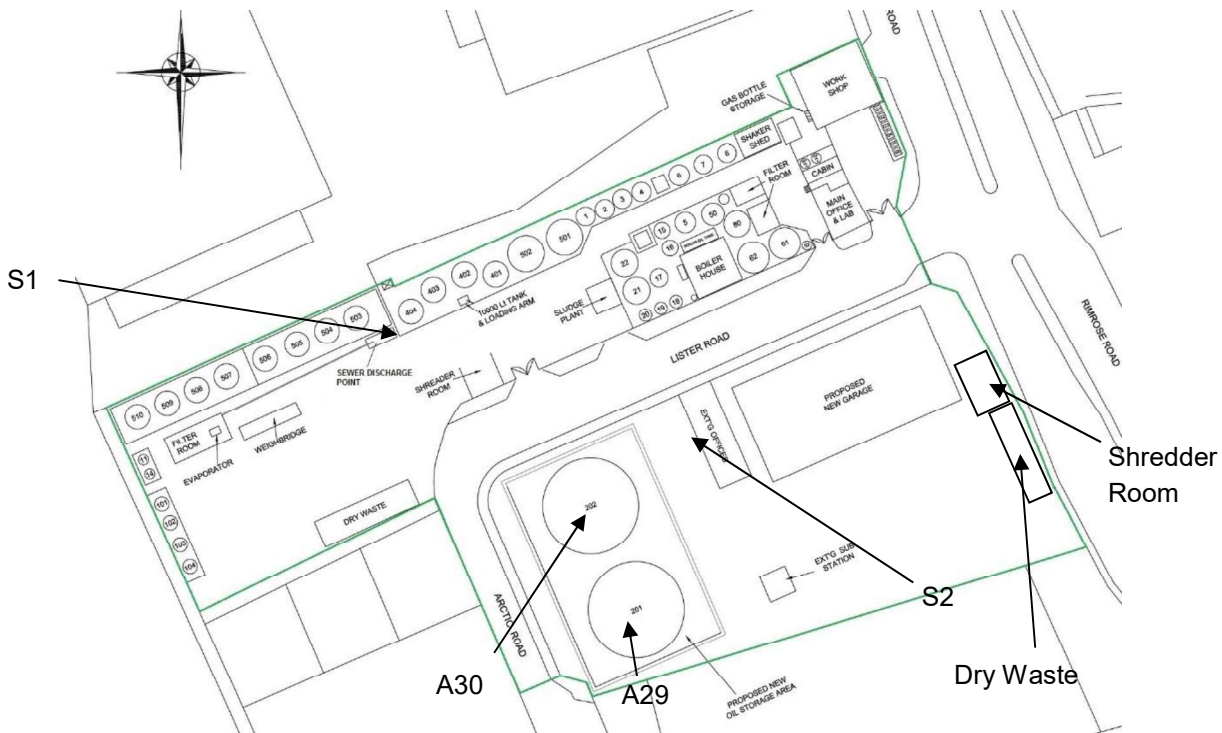 ROAD
WORK
SHOP
GAS BOTTLE
STORAGE
SHAKER
SHED
FILTER
ROOM
CABIN
MAIN
OFFICE
& LAB
8
7
6
4
3
2
1
501
502
401
402
403
404
50
5
15
16
80
61
62
BOILER
HOUSE
22
21
17
18
19
20
SLUDGE
PLANT
10000 LT TANK
& LOADING ARM
S1
503
504
505
506
507
508
509
510
SEWER DISCHARGE
POINT
SHREADER
ROOM
LISTER ROAD
RIMROSE ROAD
FILTER
ROOM
EVAPORATOR
WEIGHBRIDGE
11
14
101
102
103
104
DRY WASTE
PROPOSED
NEW GARAGE
EXT'G OFFICES
Shredder
Room
202
201
EXT'G SUB
STATION
S2
ARCTIC ROAD
A30
A29
Dry Waste
PROPOSED NEW
OIL STORAGE AREA